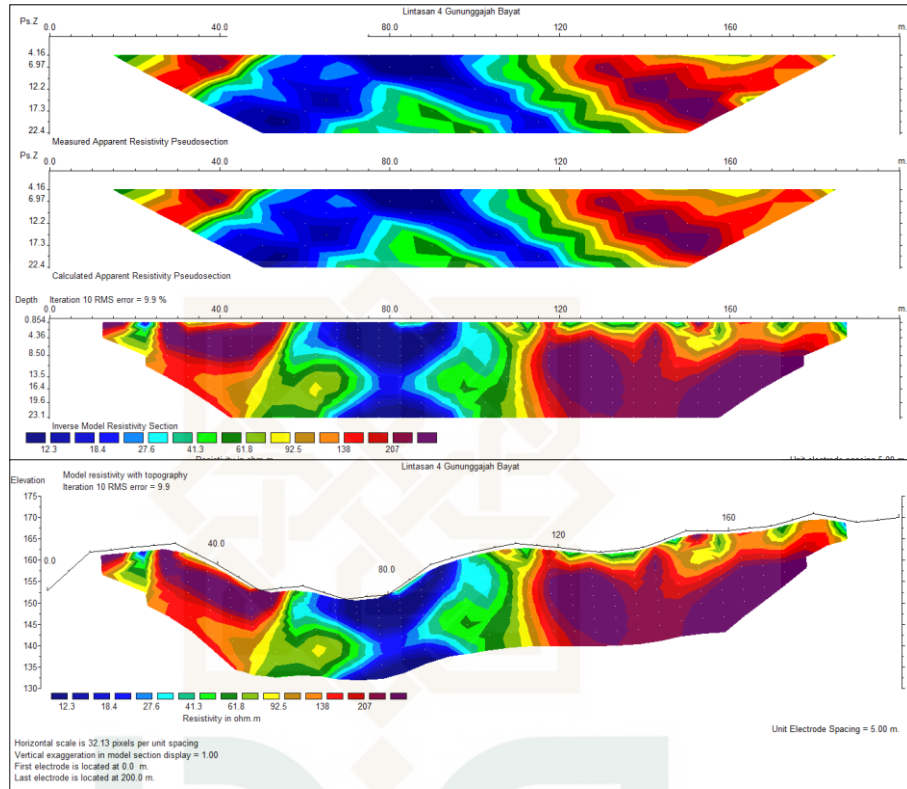 Lintasan 4 Gununggajah Bayat
Ps.Z 0.0 40.0 80.0 120 160 m.
4.16
6.97
12.2
17.3
22.4
Measured Apparent Resistivity Pseudosection
Ps.Z 0.0 40.0 80.0 120 160 m.
4.16
6.97
12.2
17.3
22.4
Calculated Apparent Resistivity Pseudosection
Depth Iteration 10 RMS error = 9.9 %
0.0 40.0 80.0 120 160 m.
0.854
4.36
8.50
13.5
16.4
19.6
23.1
Inverse Model Resistivity Section
12.3 18.4 27.6 41.3 61.8 92.5 138 207
Resistivity in ohm.m Unit electrode spacing 5.00 m.
Lintasan 4 Gununggajah Bayat
Elevation Model resistivity with topography
Iteration 10 RMS error = 9.9
175
170
165
160
155
150
145
140
135
130
0.0 40.0 80.0 120 160
12.3 18.4 27.6 41.3 61.8 92.5 138 207
Resistivity in ohm.m
Unit Electrode Spacing = 5.00 m.
Horizontal scale is 32.13 pixels per unit spacing
Vertical exaggeration in model section display = 1.00
First electrode is located at 0.0 m.
Last electrode is located at 200.0 m.